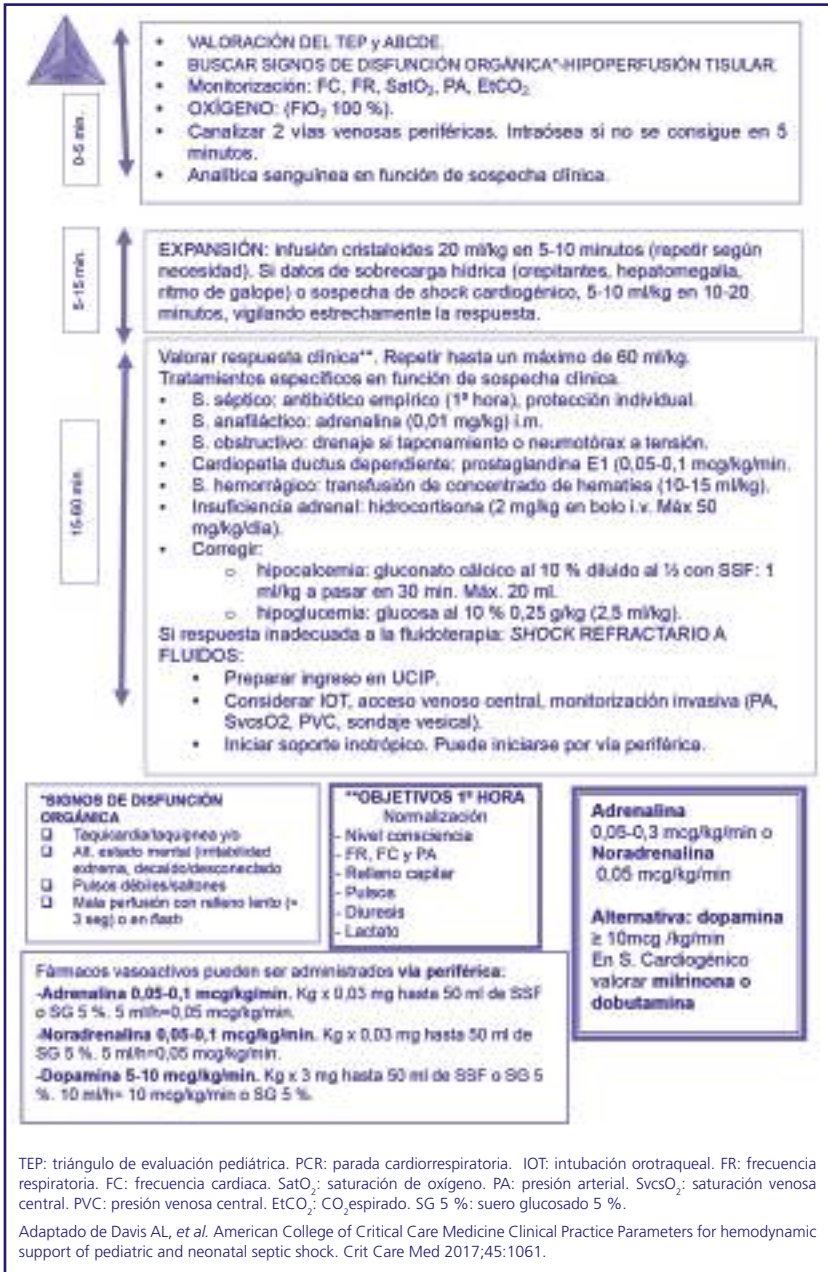 0-5 min.
• VALORACIÓN DEL TEP y ABCDE.
• BUSCAR SIGNOS DE DISFUNCIÓN ORGÁNICA*-HIPOPERFUSIÓN TISULAR.
• Monitorización: FC, FR, SatO₂, PA, EtCO₂
• OXÍGENO: (FiO₂ 100 %).
• Canalizar 2 vías venosas periféricas. Intraósea si no se consigue en 5
minutos.
• Analítica sanguínea en función de sospecha clínica.
5-15 min.
EXPANSIÓN: infusión cristaloides 20 ml/kg en 5-10 minutos (repetir según
necesidad). Si datos de sobrecarga hídrica (crepitantes, hepatomegalia,
ritmo de galope) o sospecha de shock cardiogénico, 5-10 ml/kg en 10-20
minutos, vigilando estrechamente la respuesta.
15-60 min.
Valorar respuesta clínica**. Repetir hasta un máximo de 60 ml/kg.
Tratamientos específicos en función de sospecha clínica.
• S. séptico: antibiótico empírico (1ª hora), protección individual.
• S. anafiláctico: adrenalina (0,01 mg/kg) i.m.
• S. obstructivo: drenaje si taponamiento o neumotórax a tensión.
• Cardiopatía ductus dependiente: prostaglandina E1 (0,05-0,1 mcg/kg/min.
• S. hemorrágico: transfusión de concentrado de hematíes (10-15 ml/kg).
• Insuficiencia adrenal: hidrocortisona (2 mg/kg en bolo i.v. Máx 50
mg/kg/día).
• Corregir:
o hipocalcemia: gluconato cálcico al 10 % diluido al ½ con SSF: 1
ml/kg a pasar en 30 min. Máx. 20 ml.
o hipoglucemia: glucosa al 10 % 0,25 g/kg (2,5 ml/kg).
Si respuesta inadecuada a la fluidoterapia: SHOCK REFRACTARIO A
FLUIDOS:
• Preparar ingreso en UCIP.
• Considerar IOT, acceso venoso central, monitorización invasiva (PA,
SvcsO2, PVC, sondaje vesical).
• Iniciar soporte inotrópico. Puede iniciarse por vía periférica.
*SIGNOS DE DISFUNCIÓN
ORGÁNICA
❑ Taquicardia/taquipnea y/o
❑ Alt. estado mental (irritabilidad
extrema, decaído/desconectado
❑ Pulsos débiles/saltones
❑ Mala perfusión con relleno lento (>
3 seg) o en flash
**OBJETIVOS 1ª HORA
Normalización
- Nivel consciencia
- FR, FC y PA
- Relleno capilar
- Pulsos
- Diuresis
- Lactato
Adrenalina
0,05-0,3 mcg/kg/min o
Noradrenalina
0,05 mcg/kg/min
Alternativa: dopamina
≥ 10mcg /kg/min
En S. Cardiogénico
valorar milrinona o
dobutamina
Fármacos vasoactivos pueden ser administrados vía periférica:
-Adrenalina 0,05-0,1 mcg/kg/min. Kg x 0,03 mg hasta 50 ml de SSF
o SG 5 %. 5 ml/h=0,05 mcg/kg/min.
-Noradrenalina 0,05-0,1 mcg/kg/min. Kg x 0,03 mg hasta 50 ml de
SG 5 %. 5 ml/h=0,05 mcg/kg/min.
-Dopamina 5-10 mcg/kg/min. Kg x 3 mg hasta 50 ml de SSF o SG 5
%. 10 ml/h= 10 mcg/kg/min o SG 5 %.
TEP: triángulo de evaluación pediátrica. PCR: parada cardiorrespiratoria. IOT: intubación orotraqueal. FR: frecuencia
respiratoria. FC: frecuencia cardiaca. SatO₂: saturación de oxígeno. PA: presión arterial. SvcsO₂: saturación venosa
central. PVC: presión venosa central. EtCO₂: CO₂espirado. SG 5 %: suero glucosado 5 %.
Adaptado de Davis AL, et al. American College of Critical Care Medicine Clinical Practice Parameters for hemodynamic
support of pediatric and neonatal septic shock. Crit Care Med 2017;45:1061.